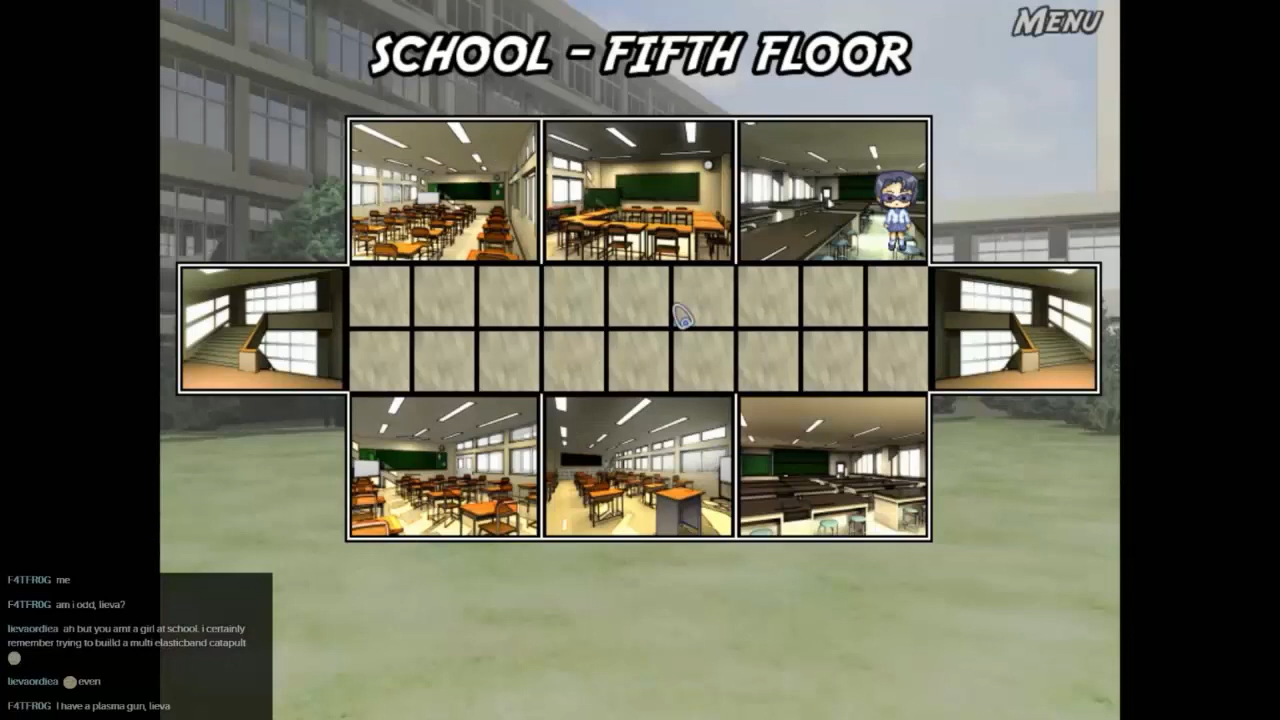 MENU
SCHOOL - FIFTH FLOOR
F4TFR0G me
F4TFR0G am i odd, lieva?
lievaordiea ah but you arnt a girl at school. i certainly
remember trying to builld a multi elasticband catapult
lievaordiea even
F4TFR0G I have a plasma gun, lieva